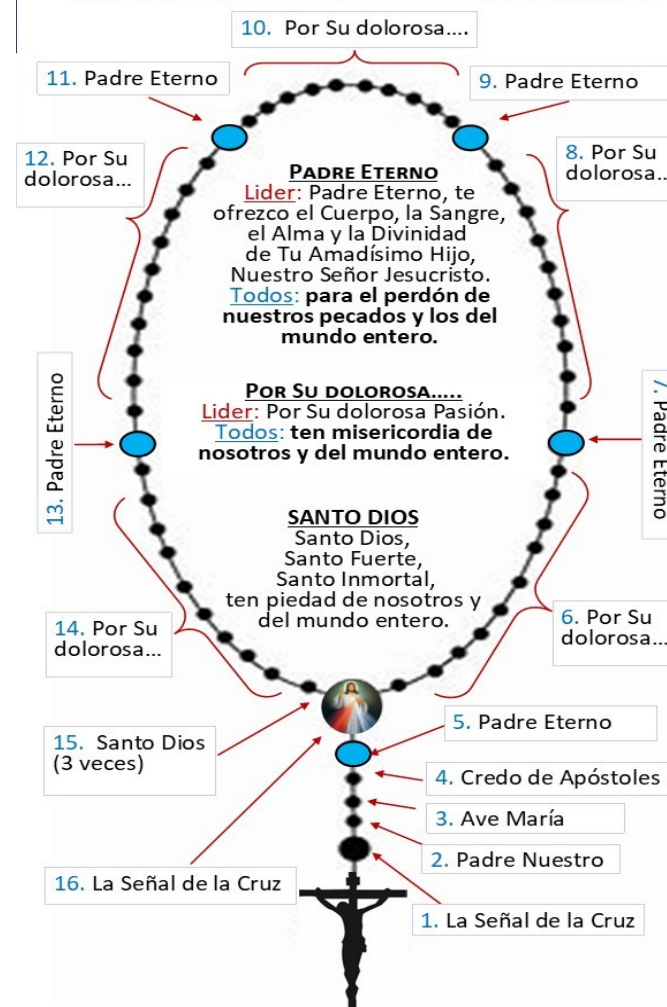 10. Por Su dolorosa....
11. Padre Eterno
9. Padre Eterno
12. Por Su
dolorosa...
8. Por Su
dolorosa..
PADRE ETERNO
Lider: Padre Eterno, te
ofrezco el Cuerpo, la Sangre,
el Alma y la Divinidad
de Tu Amadísimo Hijo,
Nuestro Señor Jesucristo.
Todos: para el perdón de
nuestros pecados y los del
mundo entero.
13. Padre Eterno
7. Padre Eterno
POR SU DOLOROSA.....
Lider: Por Su dolorosa Pasión.
Todos: ten misericordia de
nosotros y del mundo entero.
SANTO DIOS
Santo Dios,
Santo Fuerte,
Santo Inmortal,
ten piedad de nosotros y
del mundo entero.
14. Por Su
dolorosa...
6. Por Su
dolorosa...
5. Padre Eterno
15. Santo Dios
(3 veces)
4. Credo de Apóstoles
3. Ave María
2. Padre Nuestro
16. La Señal de la Cruz
1. La Señal de la Cruz